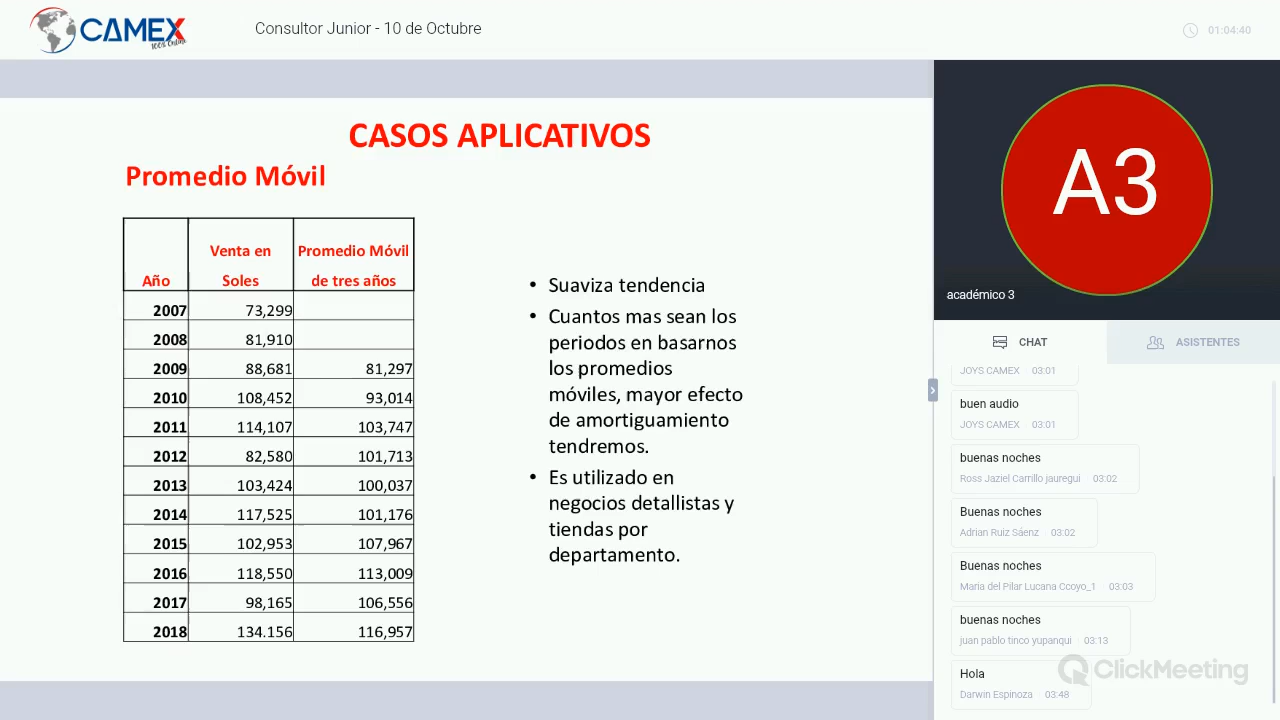 CAMEX
100% Online
Consultor Junior - 10 de Octubre
01:04:40
CASOS APLICATIVOS
Promedio Móvil
Año Venta en Soles Promedio Móvil de tres años
2007 73,299
2008 81,910
2009 88,681 81,297
2010 108,452 93,014
2011 114,107 103,747
2012 82,580 101,713
2013 103,424 100,037
2014 117,525 101,176
2015 102,953 107,967
2016 118,550 113,009
2017 98,165 106,556
2018 134.156 116,957
• Suaviza tendencia
• Cuantos mas sean los
periodos en basarnos
los promedios
móviles, mayor efecto
de amortiguamiento
tendremos.
• Es utilizado en
negocios detallistas y
tiendas por
departamento.
A3
académico 3
CHAT
ASISTENTES
JOYS CAMEX 03:01
buen audio
JOYS CAMEX 03:01
buenas noches
Ross Jaziel Carrillo jauregui 03:02
Buenas noches
Adrian Ruiz Sáenz 03:02
Buenas noches
Maria del Pilar Lucana Ccoyo_1 03:03
buenas noches
juan pablo tinco yupanqui 03:13
Hola
Darwin Espinoza 03:48
ClickMeeting